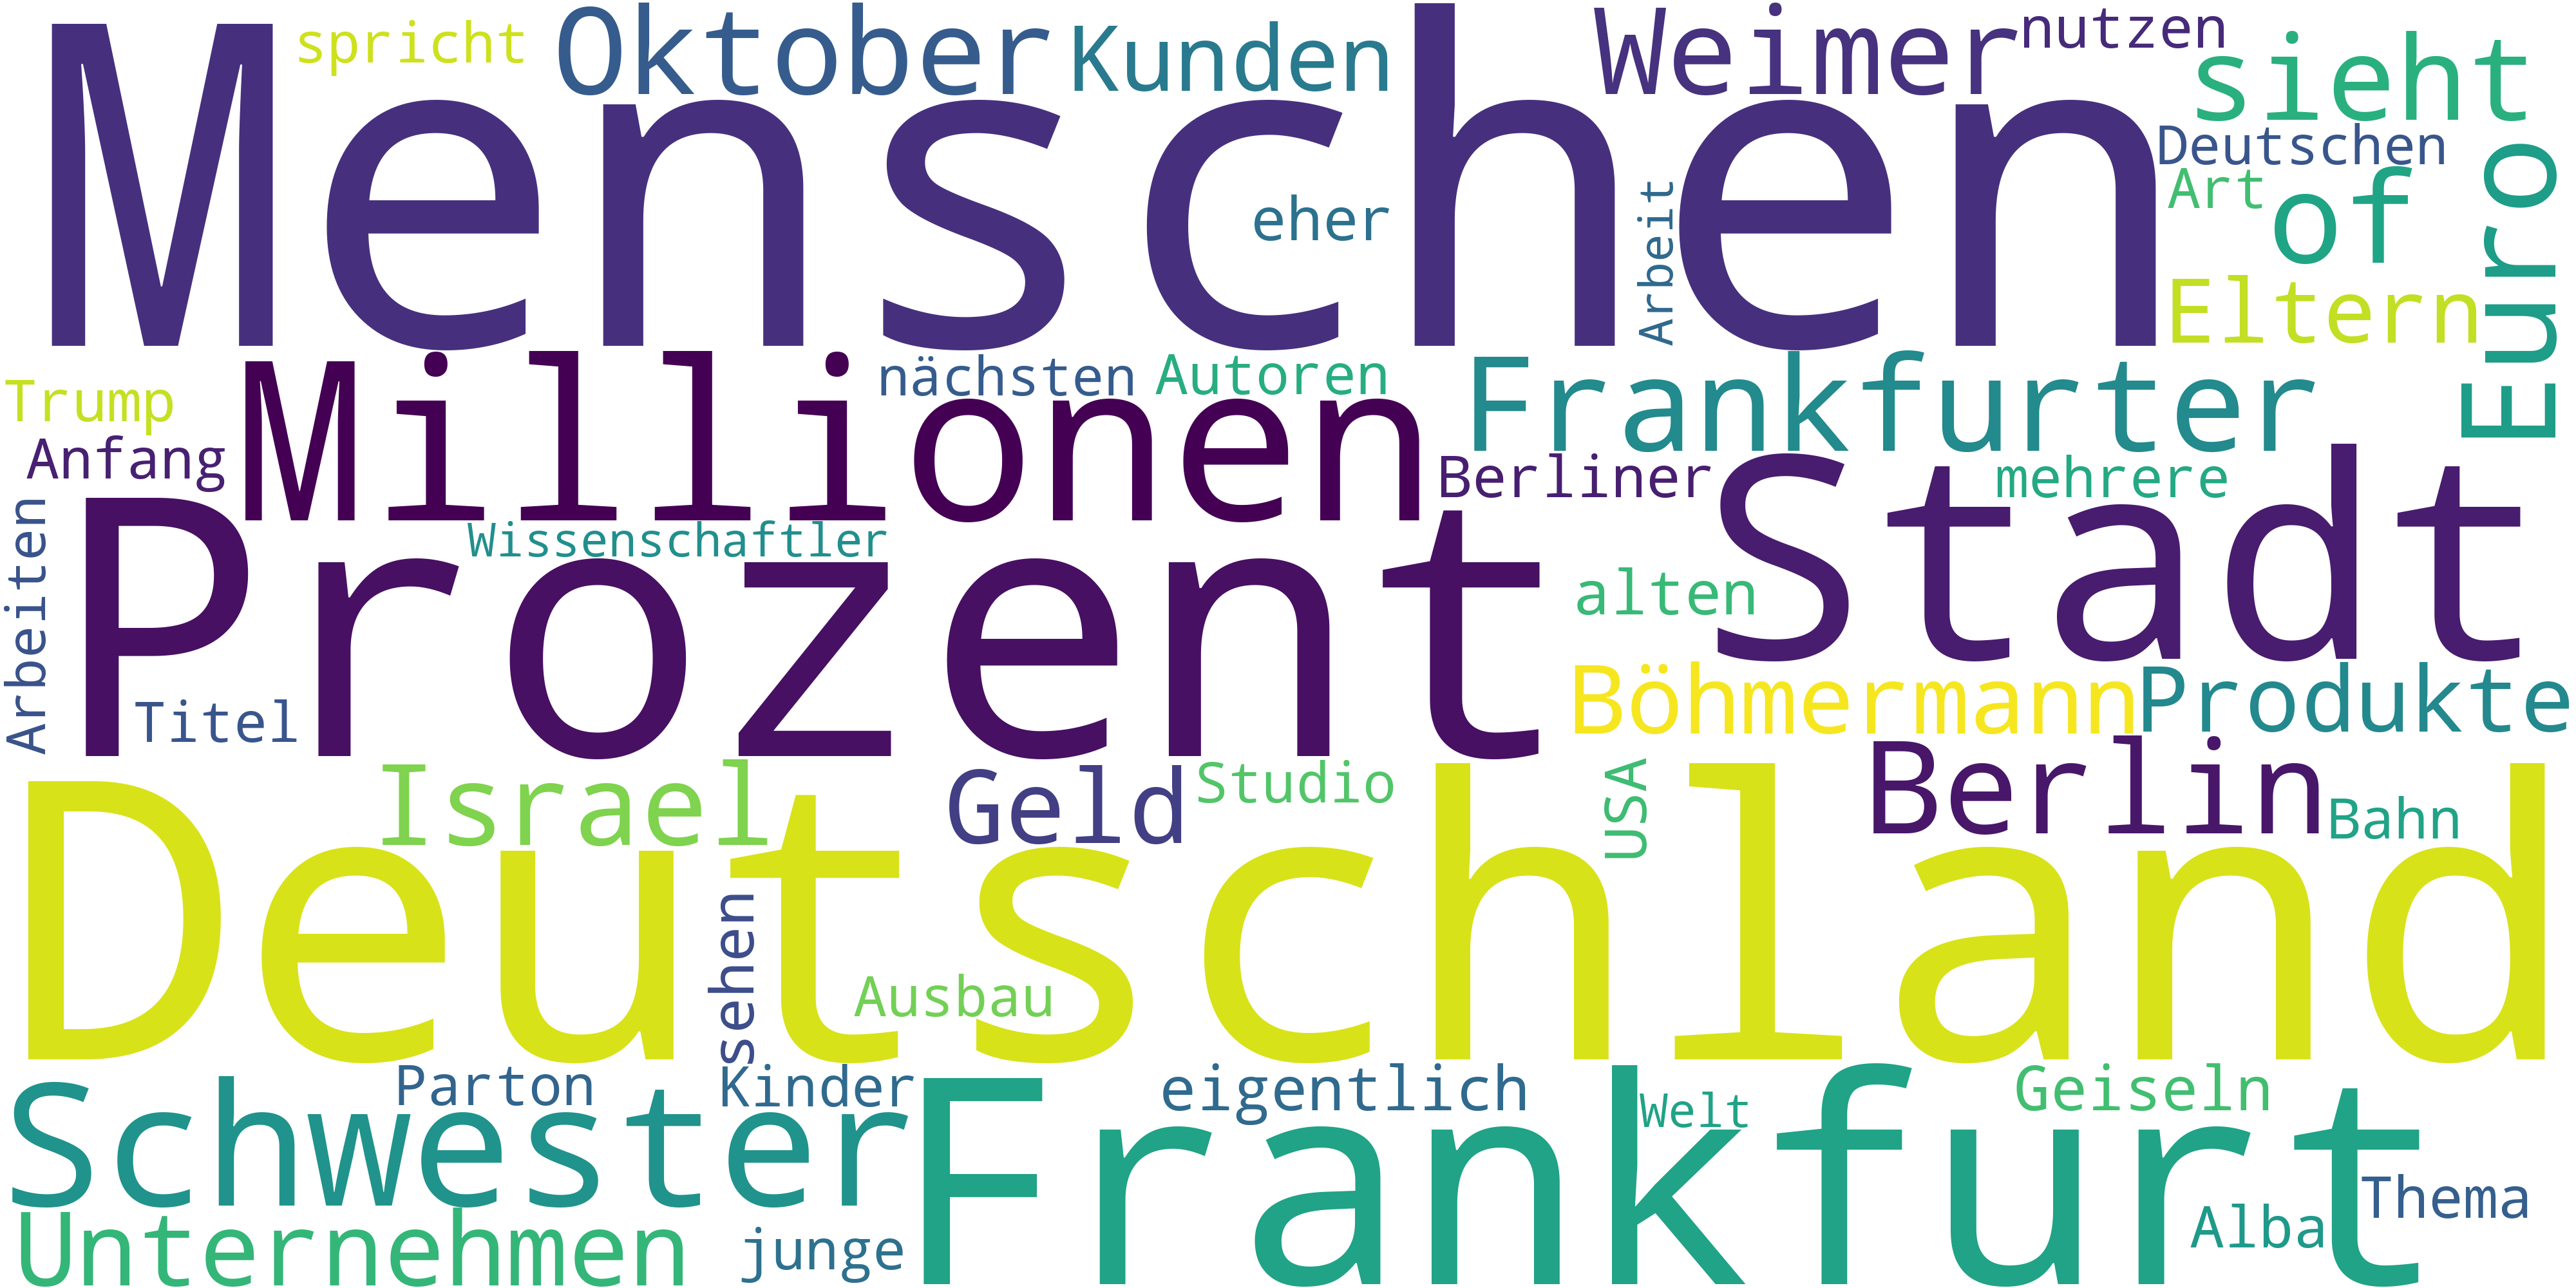 Menschen
spricht
Oktober
Kunden
Weimer
nutzen
sieht
Deutschen
Art
of
Euro
eher
Arbeit
Eltern
Trump
Millionen
nächsten
Autoren
Frankfurter
Anfang
Berliner
mehrere
Stadt
Arbeiten
Prozent
Wissenschaftler
alten
Titel
Böhmermann
Produkte
Israel
Geld
Studio
USA
Berlin
Bahn
Deutschland
sehen
Ausbau
Schwester
Parton
Kinder
Frankfurt
eigentlich
Welt
Geiseln
Thema
Alba
Unternehmen
junge